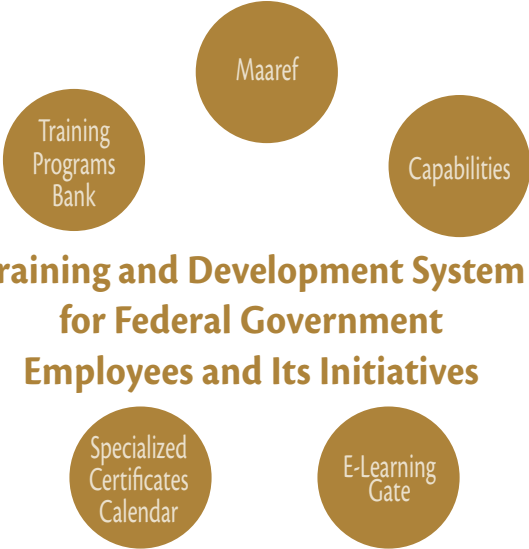 Maaref
Training
Programs
Bank
Capabilities
raining and Development System
for Federal Government
Employees and Its Initiatives
Specialized
Certificates
Calendar
E-Learning
Gate